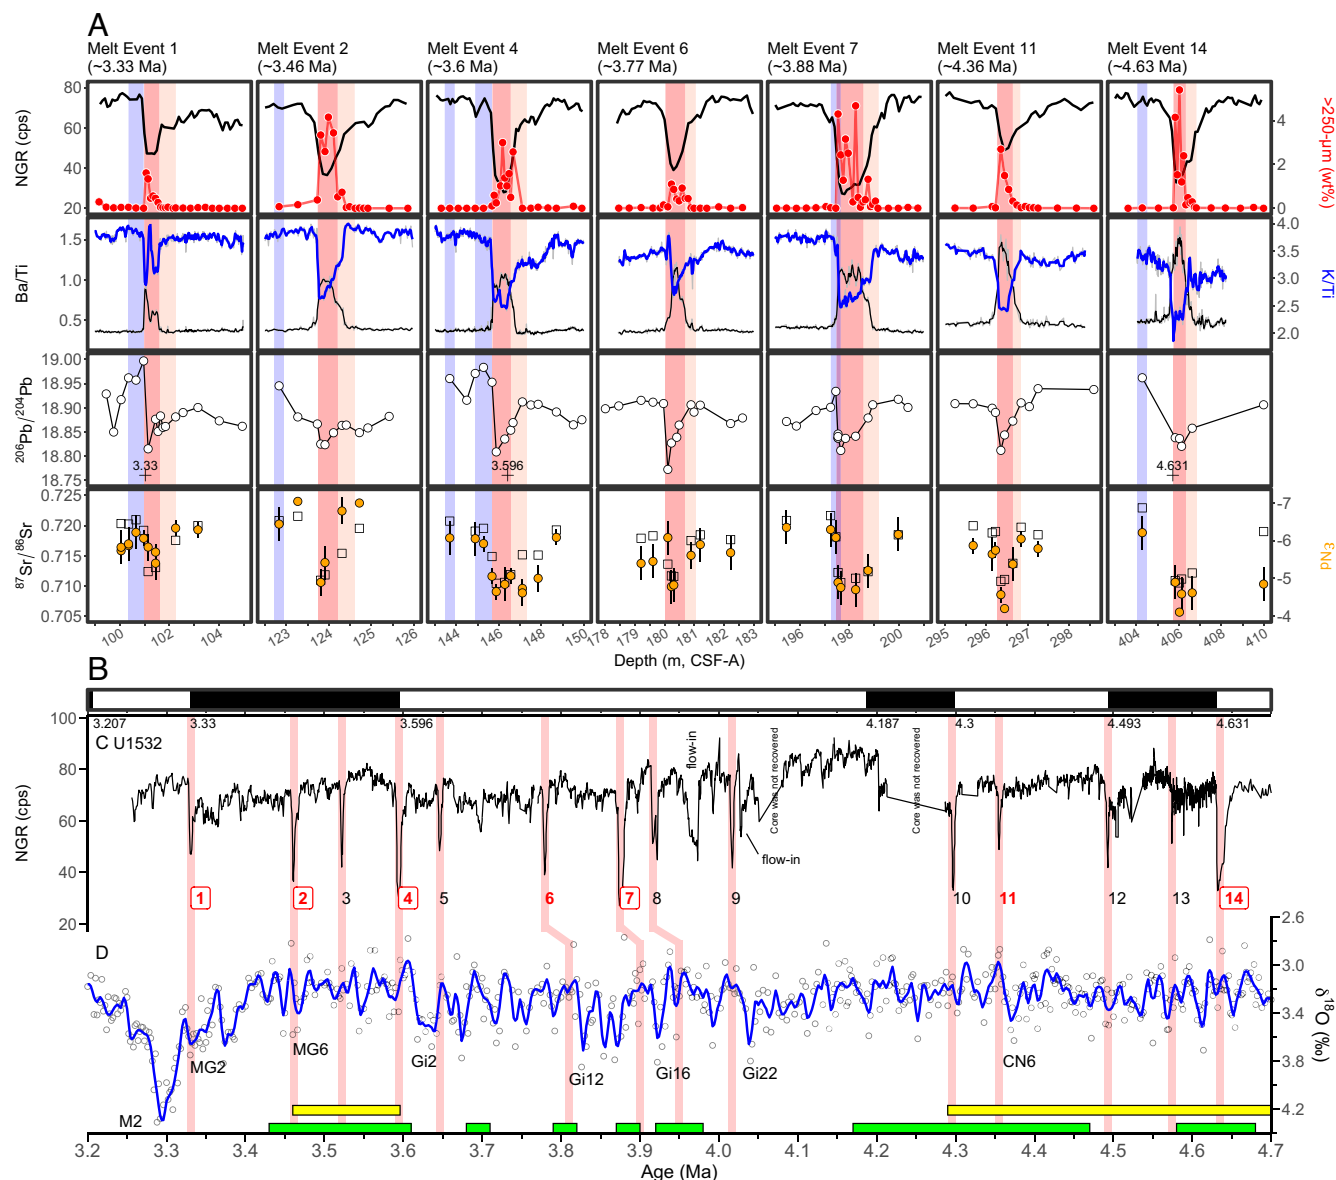 A
Melt Event 1
(~3.33 Ma)
Melt Event 2
(~3.46 Ma)
Melt Event 4
(~3.6 Ma)
Melt Event 6
(~3.77 Ma)
Melt Event 7
(~3.88 Ma)
Melt Event 11
(~4.36 Ma)
Melt Event 14
(~4.63 Ma)
NGR (cps)
80
60
40
20
>250-µm (wt%)
4
2
0
Ba/Ti
1.5
1.0
0.5
K/Ti
4.0
3.5
3.0
2.5
2.0
206Pb/204Pb
19.00
18.95
18.90
18.85
18.80
18.75
3.33
3.596
4.631
87Sr/86Sr
0.725
0.720
0.715
0.710
0.705
εNd
-7
-6
-5
-4
100 102 104
123 124 125 126
144 146 148 150
178 179 180 181 182 183
196 198 200
295 296 297 298
404 406 408 410
Depth (m, CSF-A)
B
3.207 3.33 3.596 4.187 4.3 4.493 4.631
C U1532
NGR (cps)
100
80
60
40
20
flow-in
Core was not recovered
Core was not recovered
flow-in
1 2 3 4 5 6 7 8 9 10 11 12 13 14
D
δ18O (‰)
2.6
3.0
3.4
3.8
4.2
M2 MG2 MG6 Gi2 Gi12 Gi16 Gi22 CN6
3.2 3.3 3.4 3.5 3.6 3.7 3.8 3.9 4.0 4.1 4.2 4.3 4.4 4.5 4.6 4.7
Age (Ma)